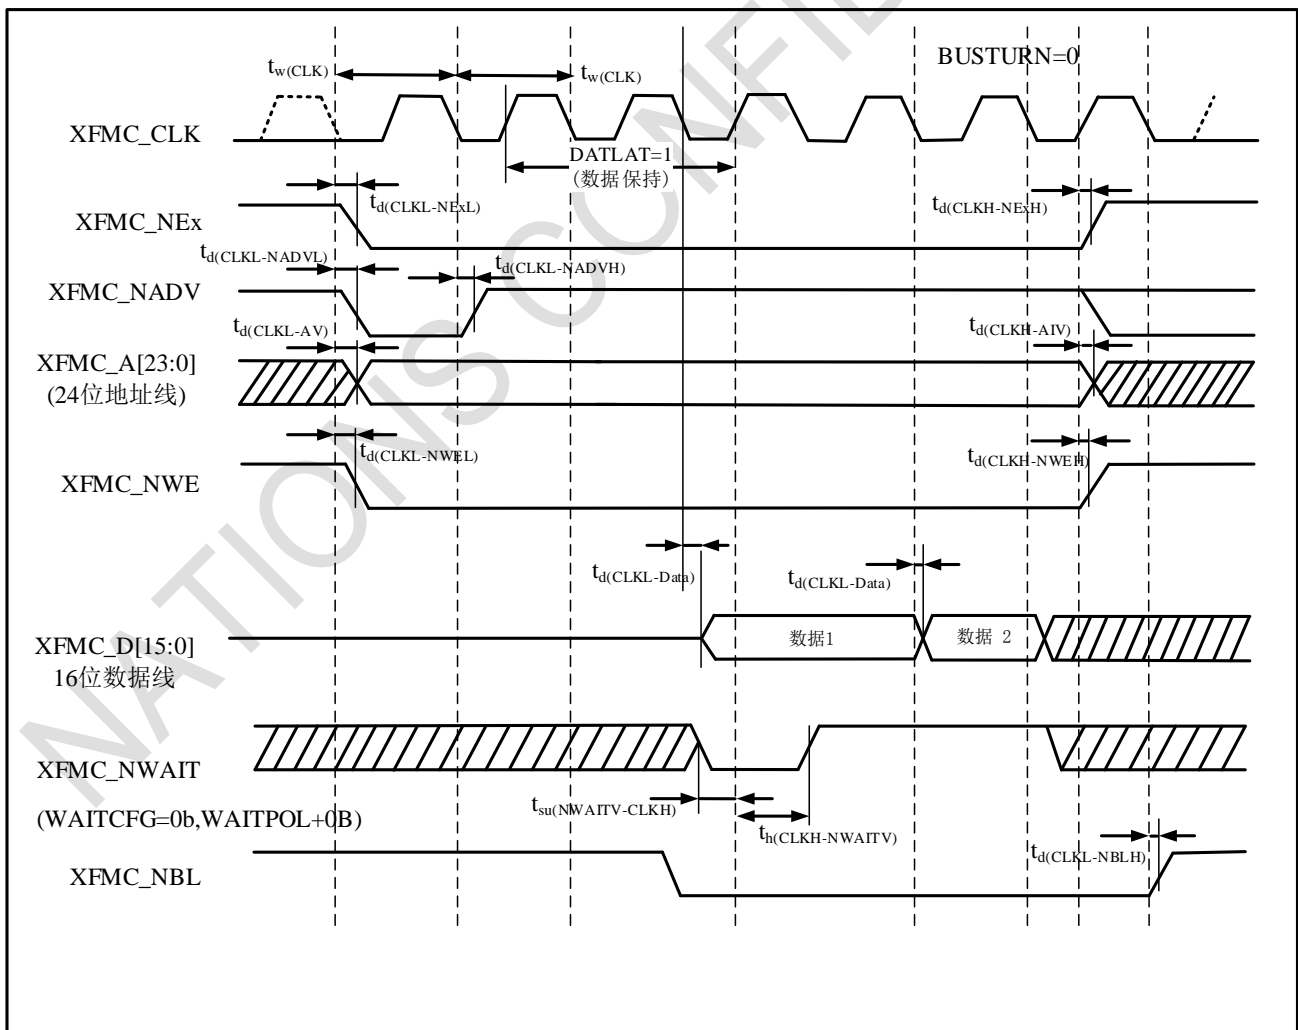 BUSTURN=0
tw(CLK)
tw(CLK)
XFMC_CLK
DATLAT=1
(数据保持)
td(CLKL-NExL)
td(CLKH-NExH)
XFMC_NEx
td(CLKL-NADVL)
td(CLKL-NADVH)
XFMC_NADV
td(CLKL-AV)
td(CLKH-AIV)
XFMC_A[23:0]
(24位地址线)
td(CLKL-NWEL)
td(CLKH-NWEH)
XFMC_NWE
td(CLKL-Data)
td(CLKL-Data)
XFMC_D[15:0]
16位数据线
数据1
数据 2
XFMC_NWAIT
(WAITCFG=0b,WAITPOL+0B)
tsu(NWAITV-CLKH)
th(CLKH-NWAITV)
td(CLKL-NBLH)
XFMC_NBL
NATIONS CONFI